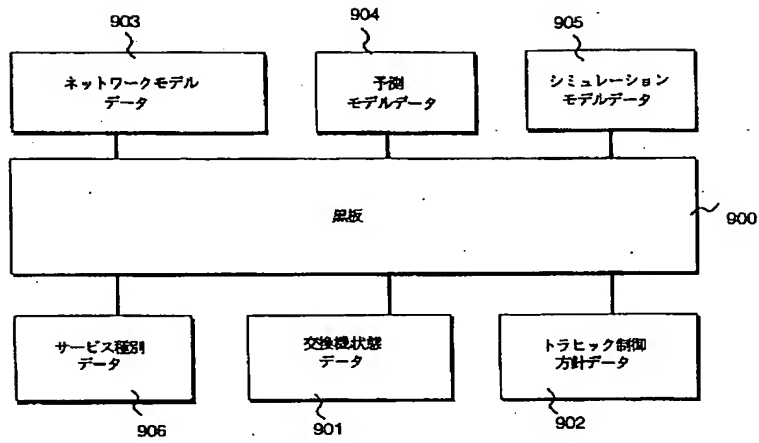 903
904
905
ネットワークモデル
データ
予測
モデルデータ
シミュレーション
モデルデータ
黒板
900
サービス種別
データ
交換機状態
データ
トラヒック制御
方針データ
906
901
902